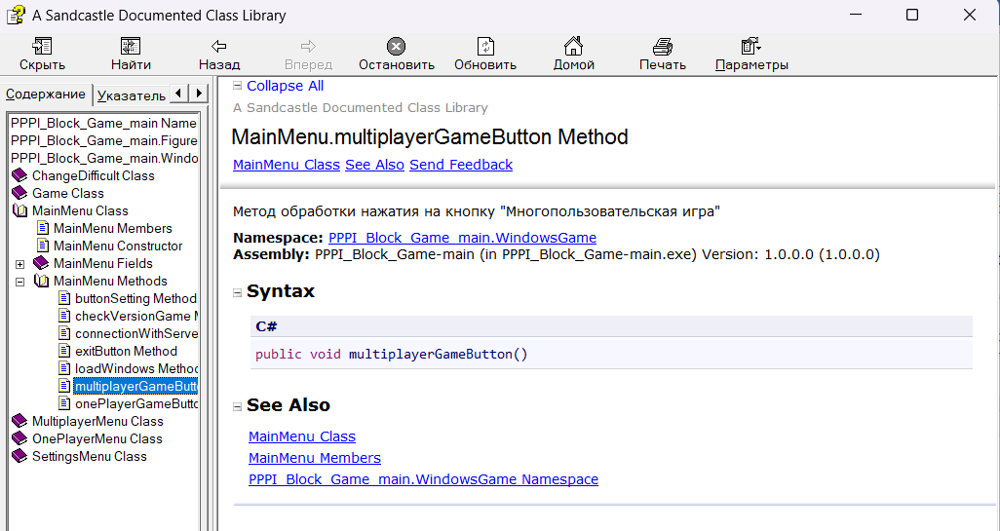 A Sandcastle Documented Class Library
Скрыть Найти Назад Вперед Остановить Обновить Домой Печать Параметры
Содержание Указатель
PPPI_Block_Game_main Name
PPPI_Block_Game_main.Figure
PPPI_Block_Game_main.Windo
ChangeDifficult Class
Game Class
MainMenu Class
MainMenu Members
MainMenu Constructor
MainMenu Fields
MainMenu Methods
buttonSetting Method
checkVersionGame M
connectionWithServe
exitButton Method
loadWindows Method
multiplayerGameButto
onePlayerGameButto
MultiplayerMenu Class
OnePlayerMenu Class
SettingsMenu Class
Collapse All
A Sandcastle Documented Class Library
MainMenu.multiplayerGameButton Method
MainMenu Class See Also Send Feedback
Метод обработки нажатия на кнопку "Многопользовательская игра"
Namespace: PPPI_Block_Game_main.WindowsGame
Assembly: PPPI_Block_Game-main (in PPPI_Block_Game-main.exe) Version: 1.0.0.0 (1.0.0.0)
Syntax
C#
public void multiplayerGameButton()
See Also
MainMenu Class
MainMenu Members
PPPI_Block_Game_main.WindowsGame Namespace